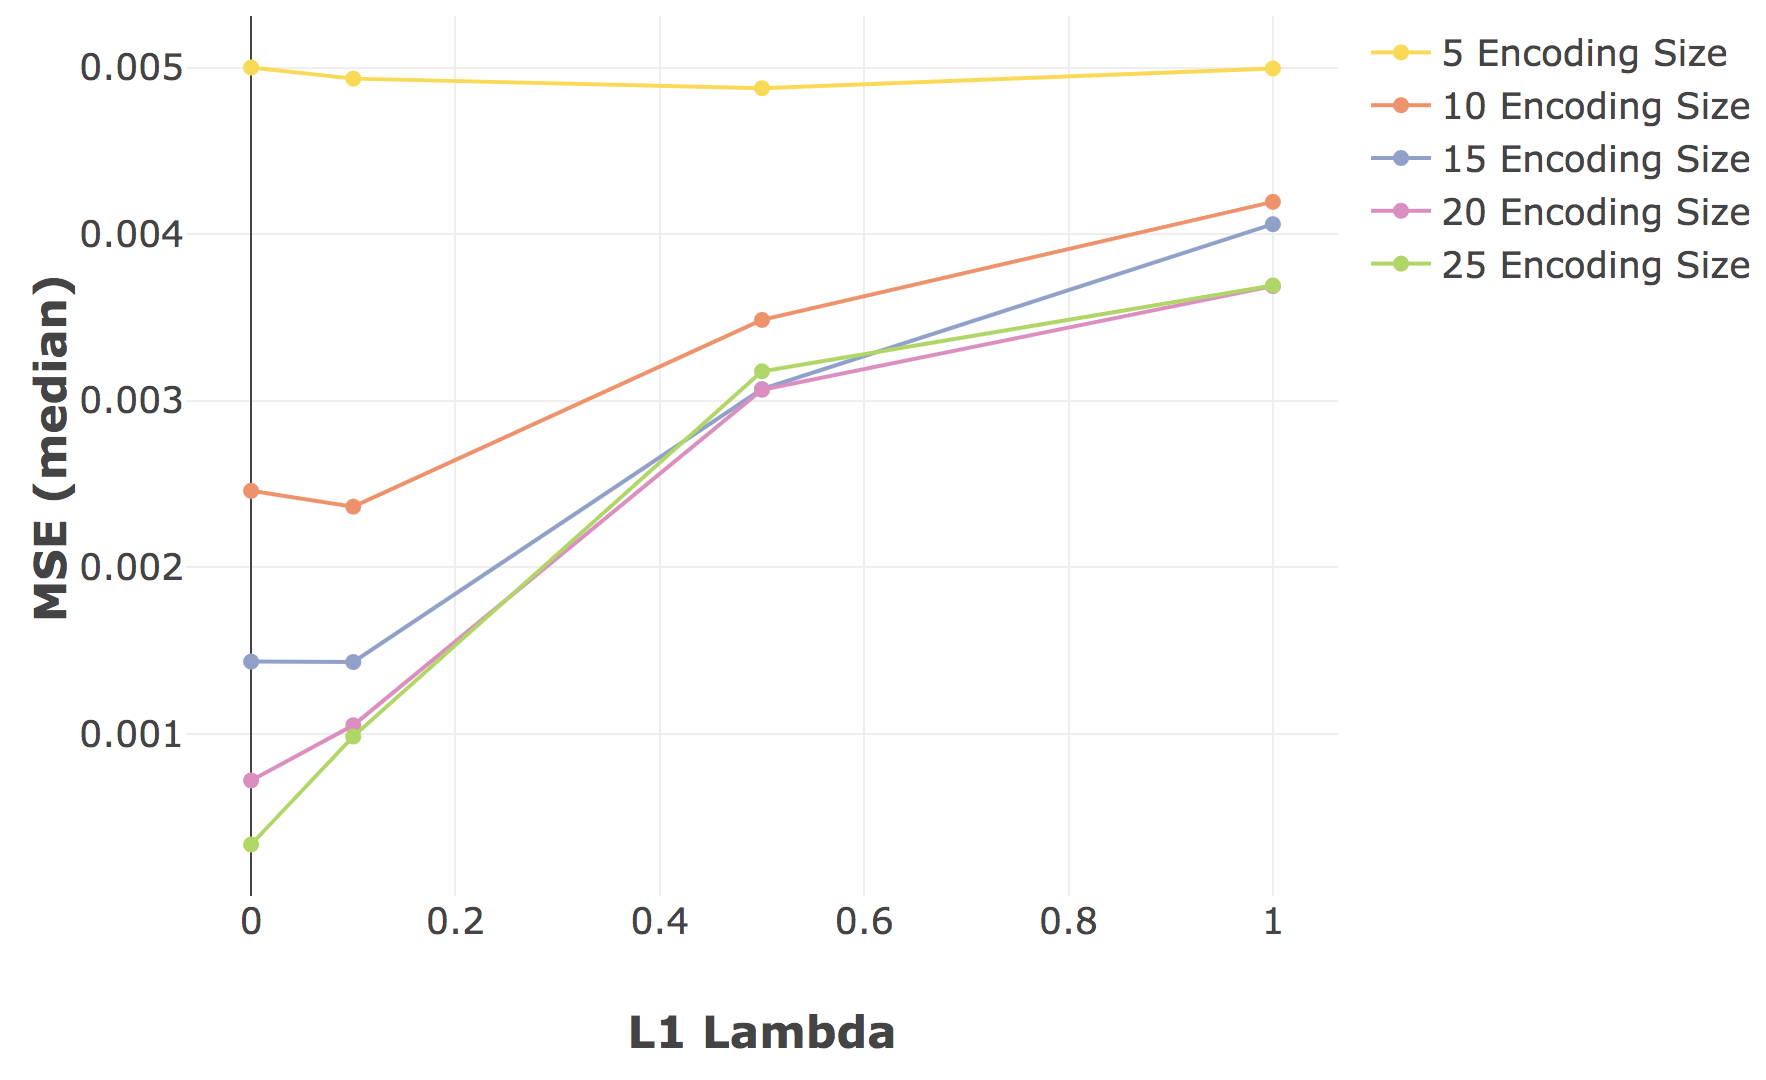 MSE (median)
0.005
0.004
0.003
0.002
0.001
0 0.2 0.4 0.6 0.8 1
L1 Lambda
5 Encoding Size
10 Encoding Size
15 Encoding Size
20 Encoding Size
25 Encoding Size